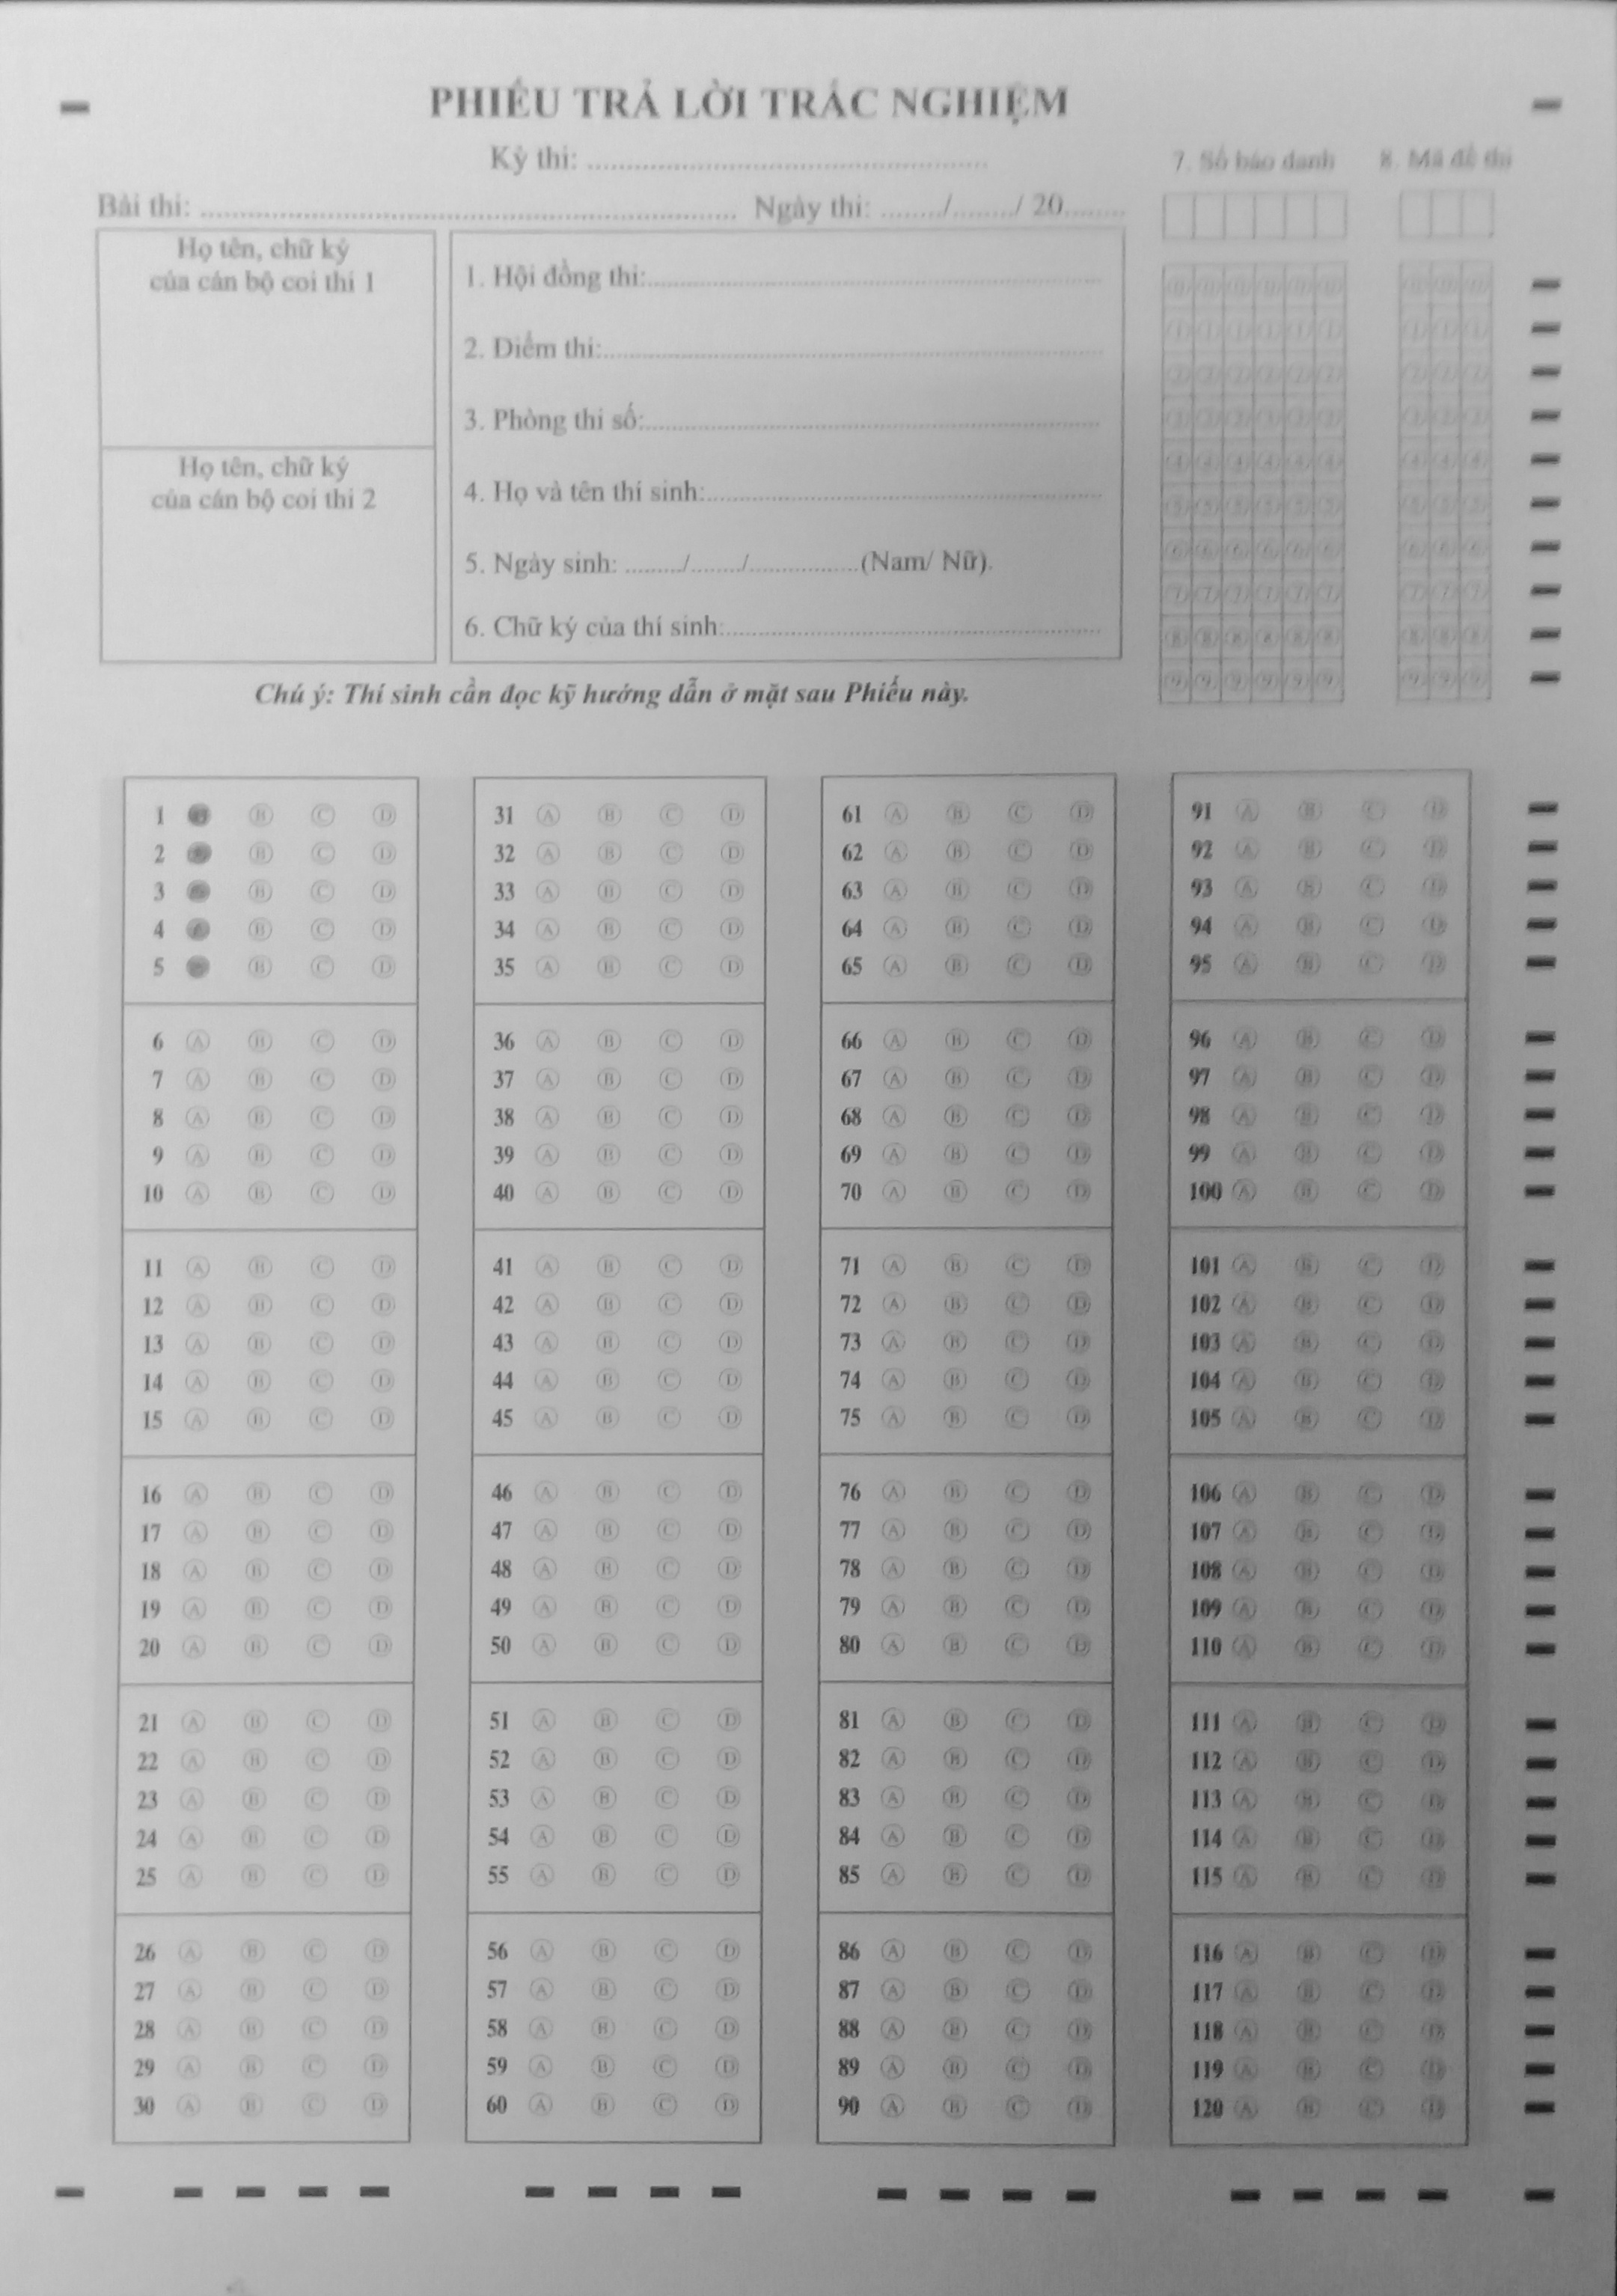 PHIẾU TRẢ LỜI TRẮC NGHIỆM
Kỳ thi: ........................................
7. Số báo danh 8. Mã đề thi
Bài thi: ........................................ Ngày thi: ......../......../ 20........
Họ tên, chữ ký
của cán bộ coi thi 1
Họ tên, chữ ký
của cán bộ coi thi 2
1. Hội đồng thi:........................................
2. Điểm thi:........................................
3. Phòng thi số:........................................
4. Họ và tên thí sinh:........................................
5. Ngày sinh: ........./......../.................(Nam/ Nữ).
6. Chữ ký của thí sinh:........................................
0 0 0 0 0 0 0 0 0
1 1 1 1 1 1 1 1 1
2 2 2 2 2 2 2 2 2
3 3 3 3 3 3 3 3 3
4 4 4 4 4 4 4 4 4
5 5 5 5 5 5 5 5 5
6 6 6 6 6 6 6 6 6
7 7 7 7 7 7 7 7 7
8 8 8 8 8 8 8 8 8
9 9 9 9 9 9 9 9 9
Chú ý: Thí sinh cần đọc kỹ hướng dẫn ở mặt sau Phiếu này.
1 B C D
2 B C D
3 B C D
4 B C D
5 B C D
6 A B C D
7 A B C D
8 A B C D
9 A B C D
10 A B C D
11 A B C D
12 A B C D
13 A B C D
14 A B C D
15 A B C D
16 A B C D
17 A B C D
18 A B C D
19 A B C D
20 A B C D
21 A B C D
22 A B C D
23 A B C D
24 A B C D
25 A B C D
26 A B C D
27 A B C D
28 A B C D
29 A B C D
30 A B C D
31 A B C D
32 A B C D
33 A B C D
34 A B C D
35 A B C D
36 A B C D
37 A B C D
38 A B C D
39 A B C D
40 A B C D
41 A B C D
42 A B C D
43 A B C D
44 A B C D
45 A B C D
46 A B C D
47 A B C D
48 A B C D
49 A B C D
50 A B C D
51 A B C D
52 A B C D
53 A B C D
54 A B C D
55 A B C D
56 A B C D
57 A B C D
58 A B C D
59 A B C D
60 A B C D
61 A B C D
62 A B C D
63 A B C D
64 A B C D
65 A B C D
66 A B C D
67 A B C D
68 A B C D
69 A B C D
70 A B C D
71 A B C D
72 A B C D
73 A B C D
74 A B C D
75 A B C D
76 A B C D
77 A B C D
78 A B C D
79 A B C D
80 A B C D
81 A B C D
82 A B C D
83 A B C D
84 A B C D
85 A B C D
86 A B C D
87 A B C D
88 A B C D
89 A B C D
90 A B C D
91 A B C D
92 A B C D
93 A B C D
94 A B C D
95 A B C D
96 A B C D
97 A B C D
98 A B C D
99 A B C D
100 A B C D
101 A B C D
102 A B C D
103 A B C D
104 A B C D
105 A B C D
106 A B C D
107 A B C D
108 A B C D
109 A B C D
110 A B C D
111 A B C D
112 A B C D
113 A B C D
114 A B C D
115 A B C D
116 A B C D
117 A B C D
118 A B C D
119 A B C D
120 A B C D